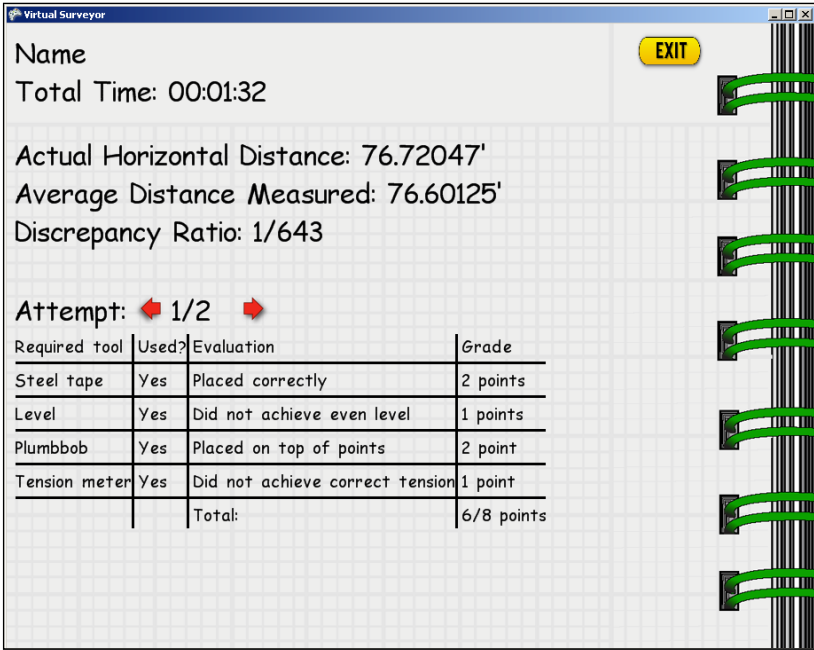 Virtual Surveyor
Name
EXIT
Total Time: 00:01:32
Actual Horizontal Distance: 76.72047'
Average Distance Measured: 76.60125'
Discrepancy Ratio: 1/643
Attempt: 1/2
Required tool Used? Evaluation Grade
Steel tape Yes Placed correctly 2 points
Level Yes Did not achieve even level 1 points
Plumbbob Yes Placed on top of points 2 point
Tension meter Yes Did not achieve correct tension 1 point
Total: 6/8 points